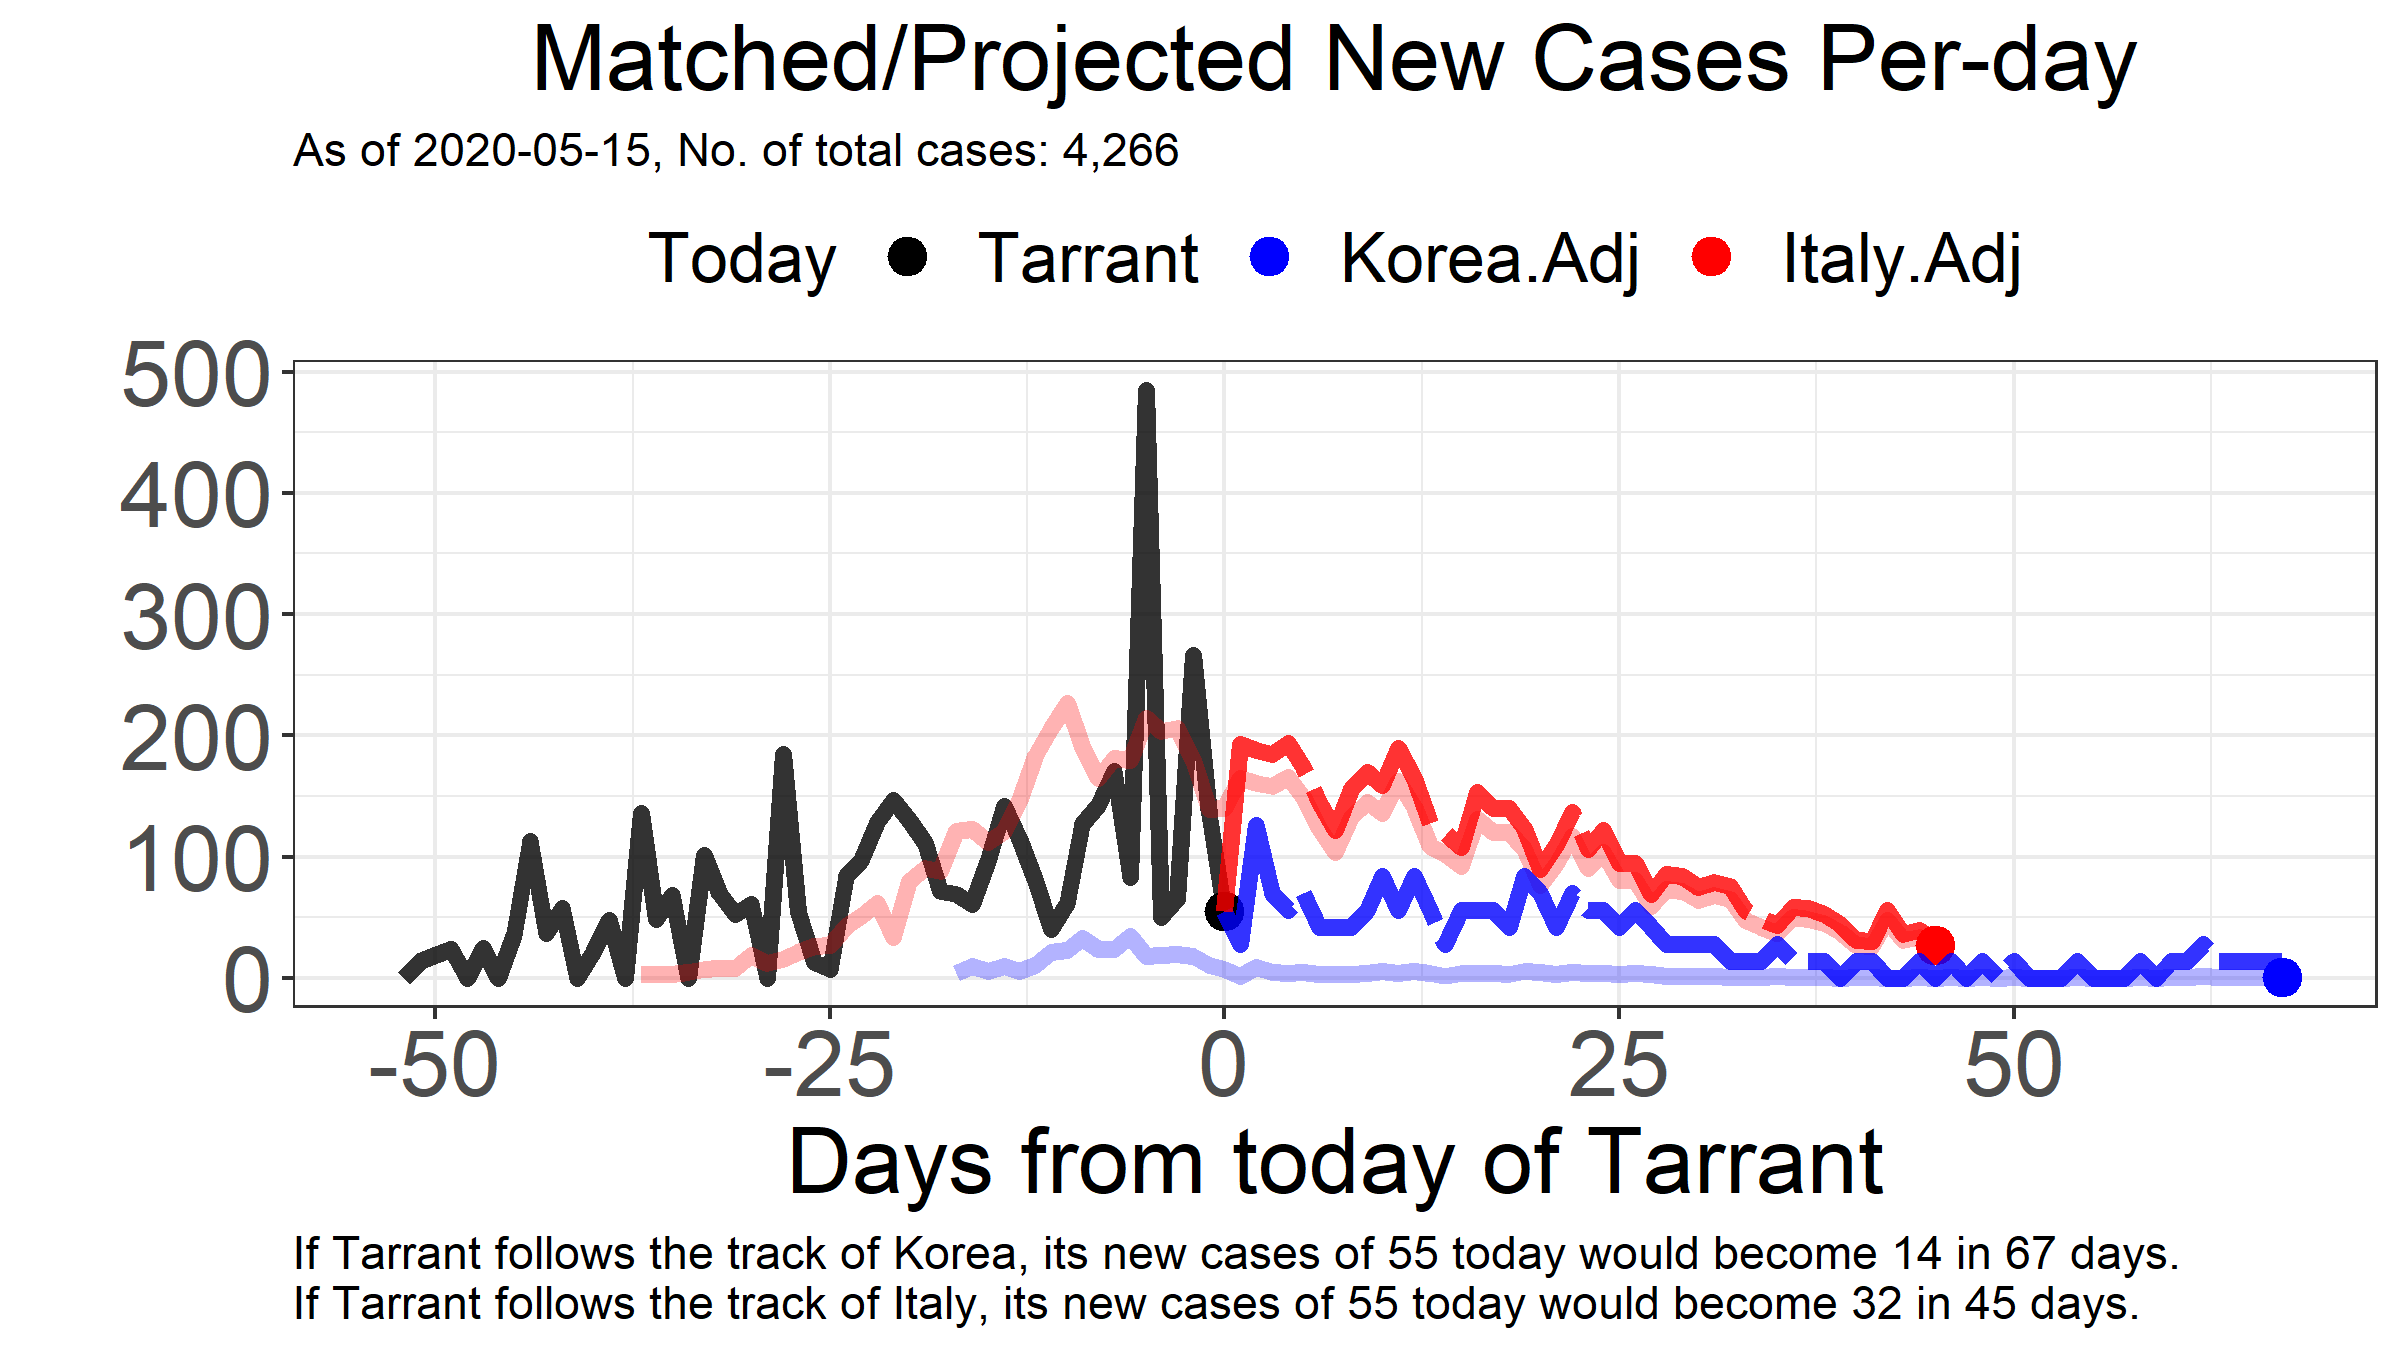 Matched/Projected New Cases Per-day
As of 2020-05-15, No. of total cases: 4,266
Today Tarrant Korea.Adj Italy.Adj
500
400
300
200
100
0
-50 -25 0 25 50
Days from today of Tarrant
If Tarrant follows the track of Korea, its new cases of 55 today would become 14 in 67 days.
If Tarrant follows the track of Italy, its new cases of 55 today would become 32 in 45 days.